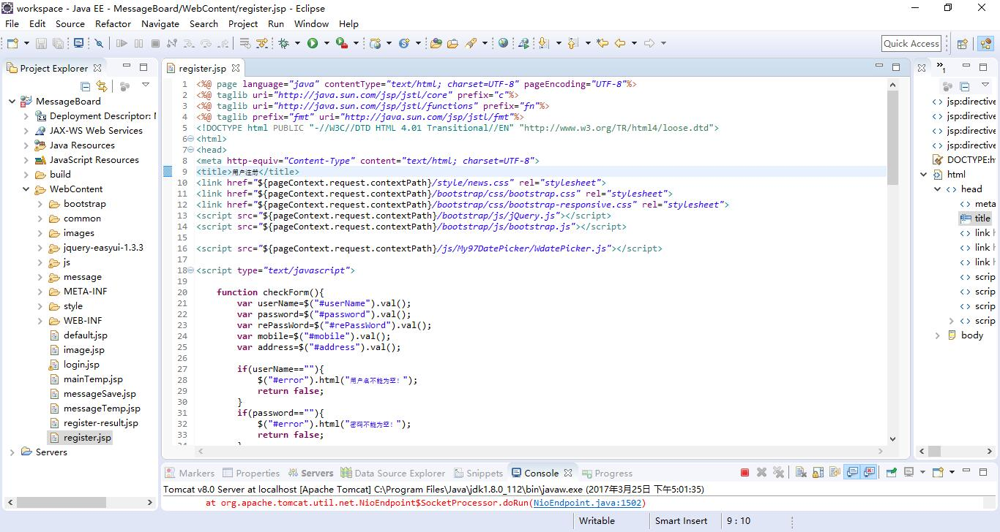 workspace - Java EE - MessageBoard/WebContent/register.jsp - Eclipse
File Edit Source Refactor Navigate Search Project Run Window Help
Quick Access
Project Explorer
MessageBoard
Deployment Descriptor:
JAX-WS Web Services
Java Resources
JavaScript Resources
build
WebContent
bootstrap
common
images
jquery-easyui-1.3.3
js
message
META-INF
style
WEB-INF
default.jsp
image.jsp
login.jsp
mainTemp.jsp
messageSave.jsp
messageTemp.jsp
register-result.jsp
register.jsp
Servers
register.jsp
1 <%@ page language="java" contentType="text/html; charset=UTF-8" pageEncoding="UTF-8"%>
2 <%@ taglib uri="http://java.sun.com/jsp/jstl/core" prefix="c"%>
3 <%@ taglib uri="http://java.sun.com/jsp/jstl/functions" prefix="fn"%>
4 <%@ taglib prefix="fmt" uri="http://java.sun.com/jsp/jstl/fmt"%>
5 <!DOCTYPE html PUBLIC "-//W3C//DTD HTML 4.01 Transitional//EN" "http://www.w3.org/TR/html4/loose.dtd">
6 <html>
7 <head>
8 <meta http-equiv="Content-Type" content="text/html; charset=UTF-8">
9 <title>用户注册</title>
10 <link href="${pageContext.request.contextPath}/style/news.css" rel="stylesheet">
11 <link href="${pageContext.request.contextPath}/bootstrap/css/bootstrap.css" rel="stylesheet">
12 <link href="${pageContext.request.contextPath}/bootstrap/css/bootstrap-responsive.css" rel="stylesheet">
13 <script src="${pageContext.request.contextPath}/bootstrap/js/jQuery.js"></script>
14 <script src="${pageContext.request.contextPath}/bootstrap/js/bootstrap.js"></script>
15
16 <script src="${pageContext.request.contextPath}/js/My97DatePicker/WdatePicker.js"></script>
17
18 <script type="text/javascript">
19
20 function checkForm(){
21 var userName=$("#userName").val();
22 var password=$("#password").val();
23 var rePassWord=$("#rePassWord").val();
24 var mobile=$("#mobile").val();
25 var address=$("#address").val();
26
27 if(userName==""){
28 $("#error").html("用户名不能为空！");
29 return false;
30 }
31 if(password==""){
32 $("#error").html("密码不能为空！");
33 return false;
34 }
1
jsp:directive
jsp:directive
jsp:directive
jsp:directive
DOCTYPE:h
html
head
meta
title
link h
link h
link h
scrip
scrip
scrip
scrip
body
Markers Properties Servers Data Source Explorer Snippets Console Progress
Tomcat v8.0 Server at localhost [Apache Tomcat] C:\Program Files\Java\jdk1.8.0_112\bin\javaw.exe (2017年3月25日 下午5:01:35)
at org.apache.tomcat.util.net.NioEndpoint$SocketProcessor.doRun(NioEndpoint.java:1502)
Writable Smart Insert 9 : 10